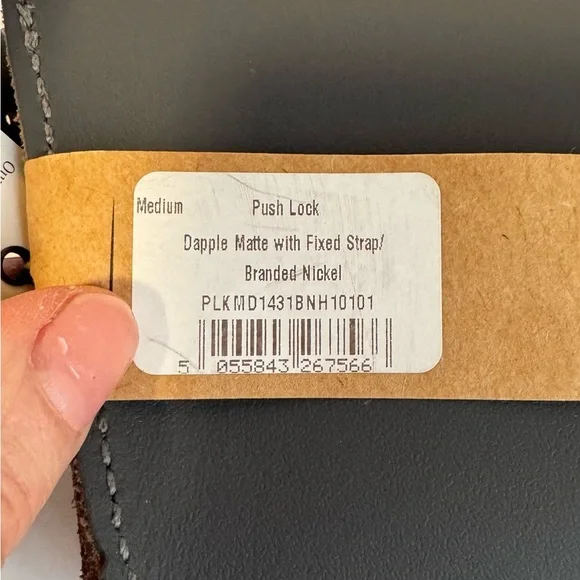 Medium Push Lock
Dapple Matte with Fixed Strap/
Branded Nickel
PLKMD1431BNH10101
5 055843 267566